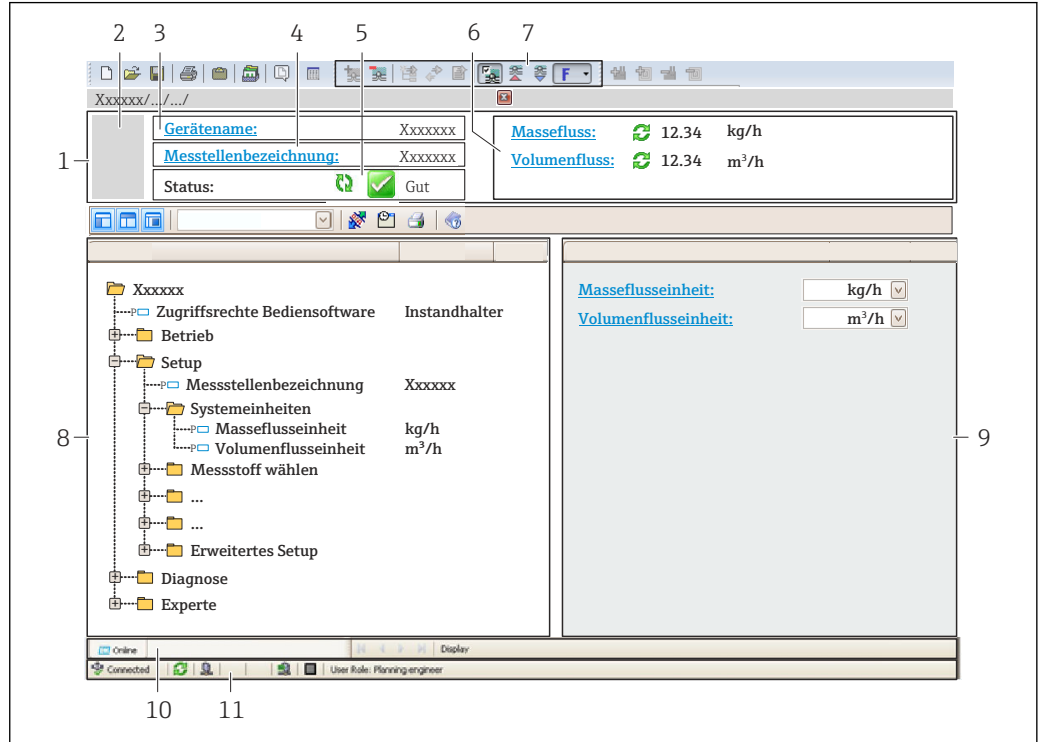 2 3 4 5 6 7
F
Xxxxxx/.../.../
1
Gerätename: Xxxxxxx
Messtellenbezeichnung: Xxxxxxx
Status: Gut
Massefluss: 12.34 kg/h
Volumenfluss: 12.34 m³/h
Xxxxxx
P Zugriffsrechte Bediensoftware Instandhalter
Betrieb
Setup
P Messstellenbezeichnung Xxxxxx
Systemeinheiten
P Masseflusseinheit kg/h
P Volumenflusseinheit m³/h
Messstoff wählen
...
...
Erweitertes Setup
Diagnose
Experte
8
Masseflusseinheit: kg/h
Volumenflusseinheit: m³/h
9
Online Display
Connected User Role: Planning engineer
10 11